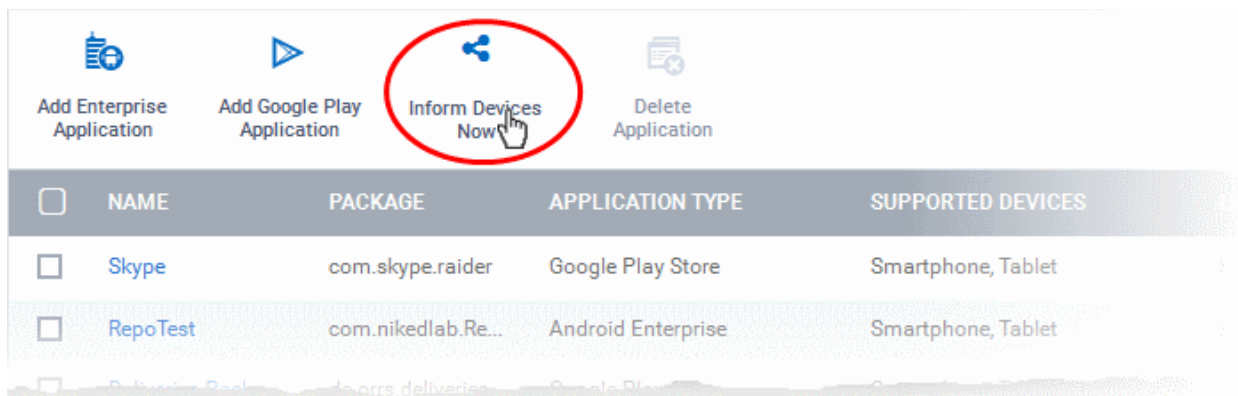 Add Enterprise
Application
Add Google Play
Application
Inform Devices
Now
Delete
Application
NAME PACKAGE APPLICATION TYPE SUPPORTED DEVICES
Skype com.skype.raider Google Play Store Smartphone, Tablet
RepoTest com.nikedlab.Re... Android Enterprise Smartphone, Tablet